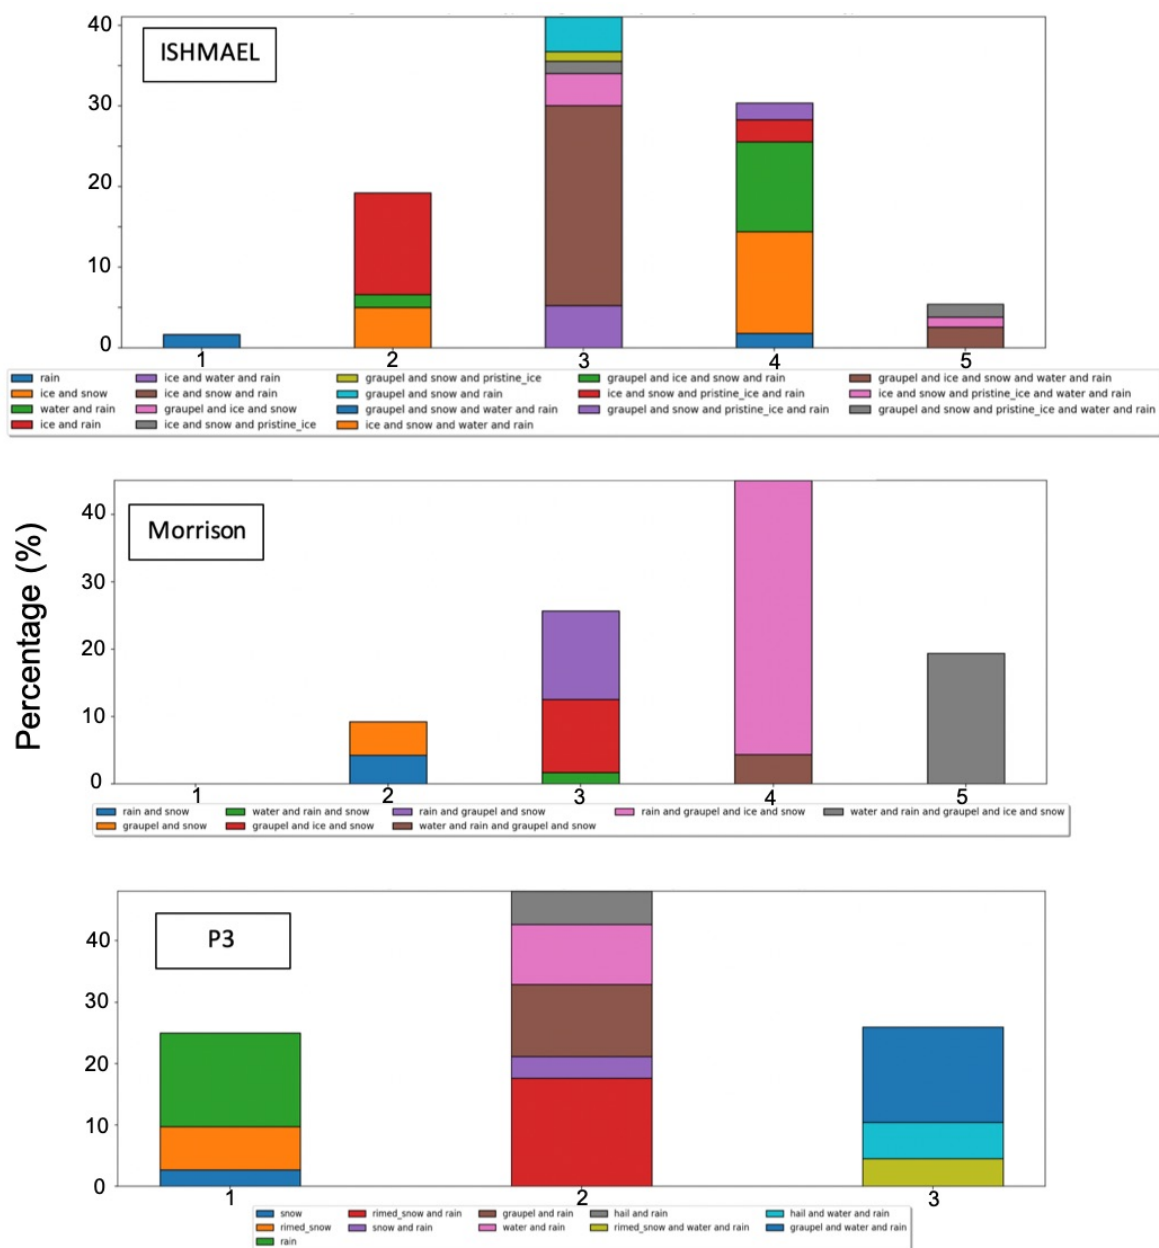 40
ISHMAEL
30
20
10
0
1 2 3 4 5
rain ice and water and rain graupel and snow and pristine_ice graupel and ice and snow and rain graupel and ice and snow and water and rain
ice and snow ice and snow and rain graupel and snow and rain ice and snow and pristine_ice and rain ice and snow and pristine_ice and water and rain
water and rain graupel and ice and snow graupel and snow and water and rain graupel and snow and pristine_ice and rain graupel and snow and pristine_ice and water and rain
ice and rain ice and snow and pristine_ice ice and snow and water and rain
Percentage (%)
40
Morrison
30
20
10
0
1 2 3 4 5
rain and snow water and rain and snow rain and graupel and snow rain and graupel and ice and snow water and rain and graupel and ice and snow
graupel and snow graupel and ice and snow water and rain and graupel and snow
P3
40
30
20
10
0
1 2 3
snow rimed_snow and rain graupel and rain hail and rain hail and water and rain
rimed_snow snow and rain water and rain rimed_snow and water and rain graupel and water and rain
rain